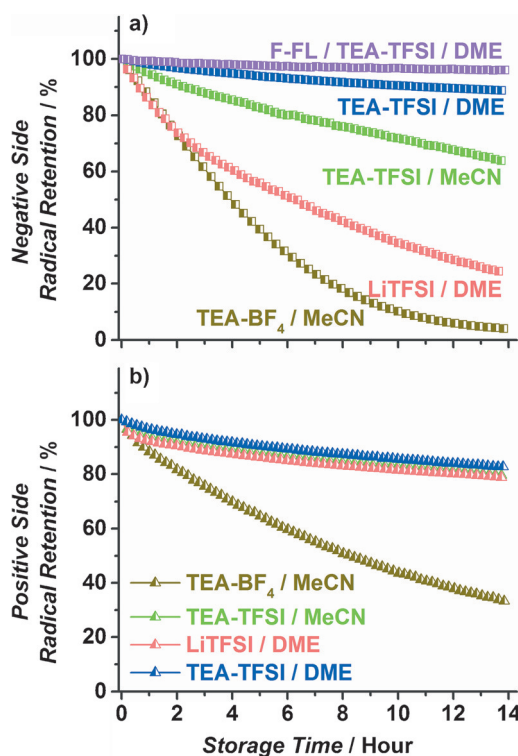 a)
100
80
60
40
20
0
Negative Side
Radical Retention / %
F-FL / TEA-TFSI / DME
TEA-TFSI / DME
TEA-TFSI / MeCN
LiTFSI / DME
TEA-BF₄ / MeCN
b)
100
80
60
40
20
0
Positive Side
Radical Retention / %
TEA-BF₄ / MeCN
TEA-TFSI / MeCN
LiTFSI / DME
TEA-TFSI / DME
0 2 4 6 8 10 12 14
Storage Time / Hour